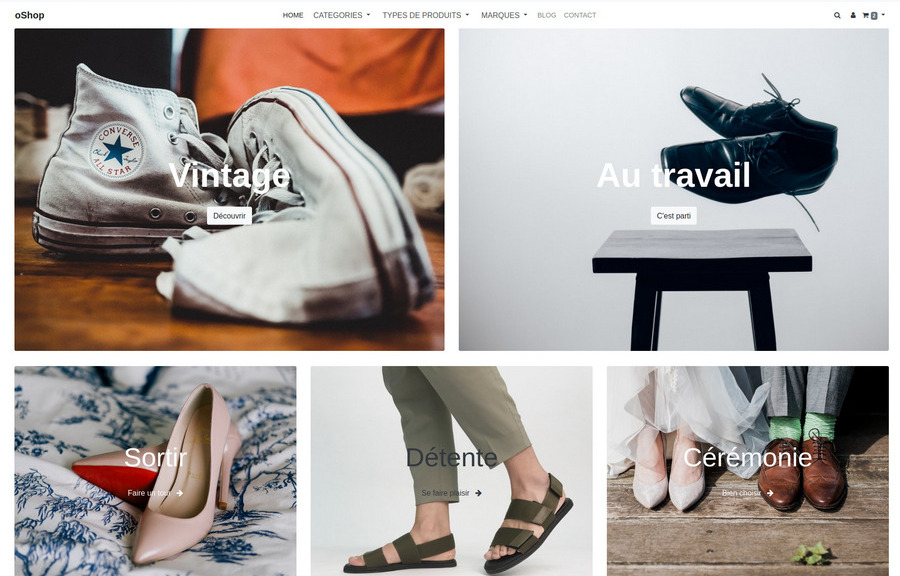 oShop
HOME CATEGORIES TYPES DE PRODUITS MARQUES BLOG CONTACT
2
CONVERSE
ALL STAR
Vintage
Découvrir
Au travail
C'est parti
Sortir
Faire un tour
Détente
Se faire plaisir
Cérémonie
Bien choisir